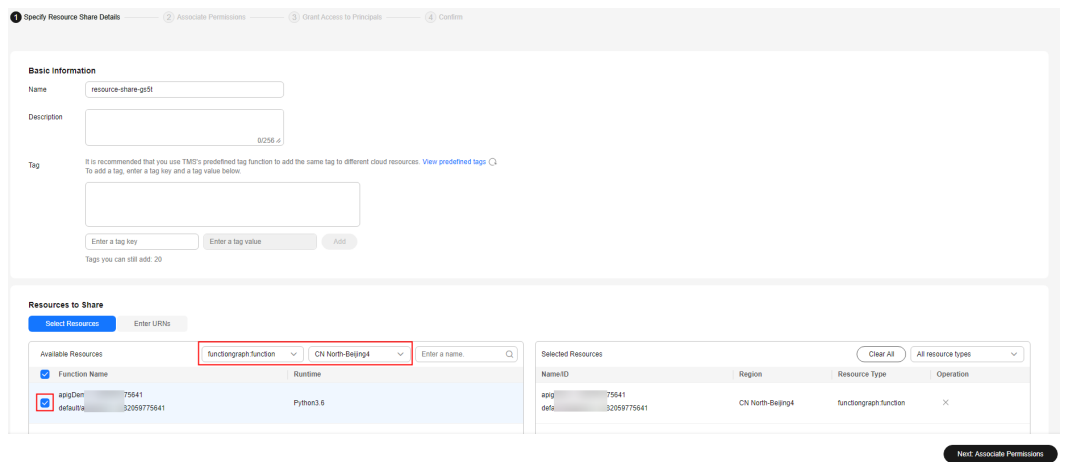 1 Specify Resource Share Details 2 Associate Permissions 3 Grant Access to Principals 4 Confirm
Basic Information
Name resource-share-gs5t
Description
0/256
Tag It is recommended that you use TMS's predefined tag function to add the same tag to different cloud resources. View predefined tags
To add a tag, enter a tag key and a tag value below.
Enter a tag key Enter a tag value Add
Tags you can still add: 20
Resources to Share
Select Resources Enter URNs
Available Resources functiongraph:function CN North-Beijing4 Enter a name. Selected Resources Clear All All resource types
Function Name Runtime Name/ID Region Resource Type Operation
apigDem 75641 apig 75641
default/a 32059775641 Python3.6 defa 32059775641 CN North-Beijing4 functiongraph:function
Next: Associate Permissions